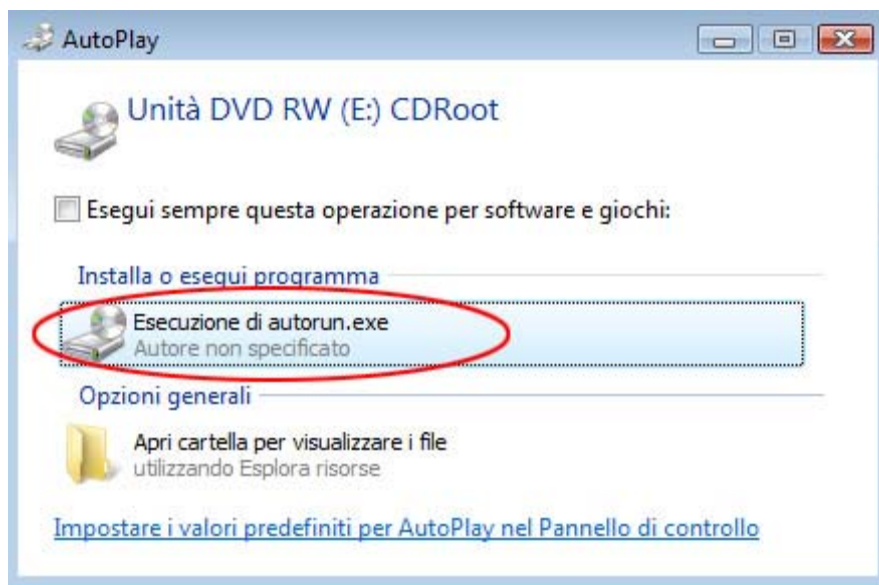 AutoPlay
Unità DVD RW (E:) CDRoot
Esegui sempre questa operazione per software e giochi:
Installa o esegui programma
Esecuzione di autorun.exe
Autore non specificato
Opzioni generali
Apri cartella per visualizzare i file
utilizzando Esplora risorse
Impostare i valori predefiniti per AutoPlay nel Pannello di controllo